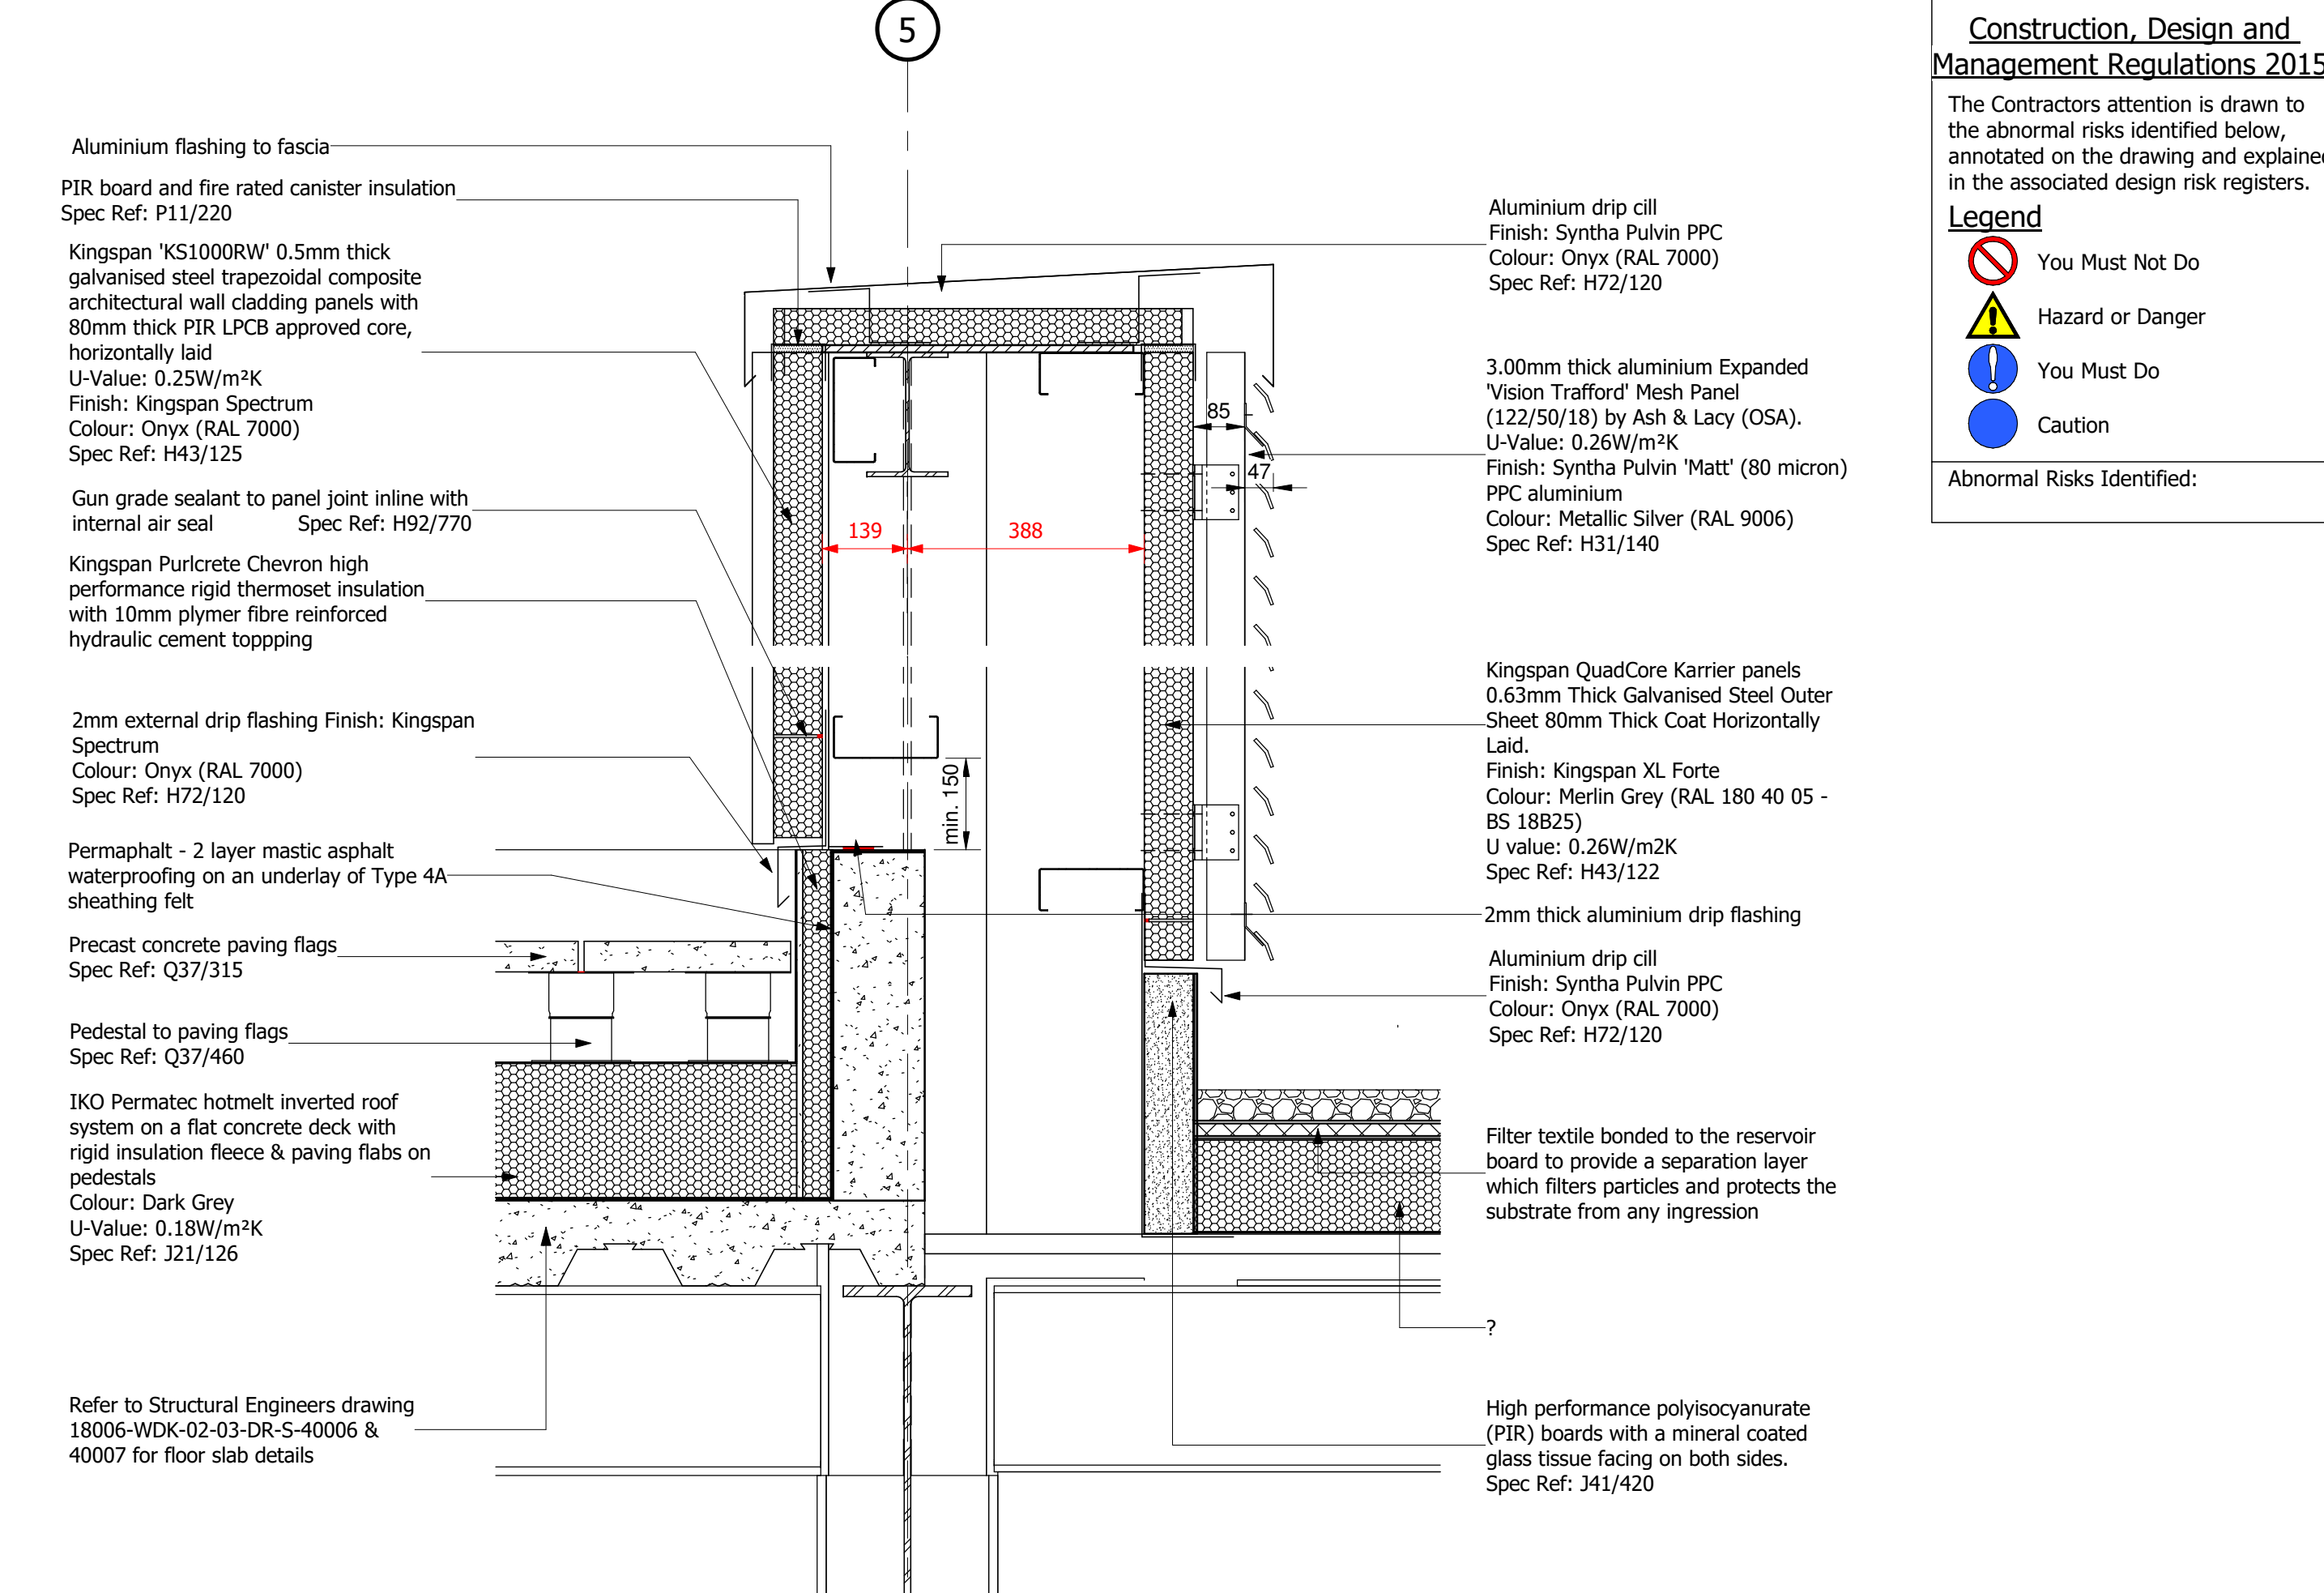 5
Aluminium flashing to fascia
PIR board and fire rated canister insulation
Spec Ref: P11/220
Kingspan 'KS1000RW' 0.5mm thick
galvanised steel trapezoidal composite
architectural wall cladding panels with
80mm thick PIR LPCB approved core,
horizontally laid
U-Value: 0.25W/m²K
Finish: Kingspan Spectrum
Colour: Onyx (RAL 7000)
Spec Ref: H43/125
Gun grade sealant to panel joint inline with
internal air seal Spec Ref: H92/770
Kingspan Purlcrete Chevron high
performance rigid thermoset insulation
with 10mm plymer fibre reinforced
hydraulic cement toppping
2mm external drip flashing Finish: Kingspan
Spectrum
Colour: Onyx (RAL 7000)
Spec Ref: H72/120
Permaphalt - 2 layer mastic asphalt
waterproofing on an underlay of Type 4A
sheathing felt
Precast concrete paving flags
Spec Ref: Q37/315
Pedestal to paving flags
Spec Ref: Q37/460
IKO Permatec hotmelt inverted roof
system on a flat concrete deck with
rigid insulation fleece & paving flabs on
pedestals
Colour: Dark Grey
U-Value: 0.18W/m²K
Spec Ref: J21/126
Refer to Structural Engineers drawing
18006-WDK-02-03-DR-S-40006 &
40007 for floor slab details
139
388
85
47
min. 150
Aluminium drip cill
Finish: Syntha Pulvin PPC
Colour: Onyx (RAL 7000)
Spec Ref: H72/120
3.00mm thick aluminium Expanded
'Vision Trafford' Mesh Panel
(122/50/18) by Ash & Lacy (OSA).
U-Value: 0.26W/m²K
Finish: Syntha Pulvin 'Matt' (80 micron)
PPC aluminium
Colour: Metallic Silver (RAL 9006)
Spec Ref: H31/140
Kingspan QuadCore Karrier panels
0.63mm Thick Galvanised Steel Outer
Sheet 80mm Thick Coat Horizontally
Laid.
Finish: Kingspan XL Forte
Colour: Merlin Grey (RAL 180 40 05 -
BS 18B25)
U value: 0.26W/m2K
Spec Ref: H43/122
2mm thick aluminium drip flashing
Aluminium drip cill
Finish: Syntha Pulvin PPC
Colour: Onyx (RAL 7000)
Spec Ref: H72/120
Filter textile bonded to the reservoir
board to provide a separation layer
which filters particles and protects the
substrate from any ingression
?
High performance polyisocyanurate
(PIR) boards with a mineral coated
glass tissue facing on both sides.
Spec Ref: J41/420
Construction, Design and
Management Regulations 2015
The Contractors attention is drawn to
the abnormal risks identified below,
annotated on the drawing and explained
in the associated design risk registers.
Legend
You Must Not Do
Hazard or Danger
You Must Do
Caution
Abnormal Risks Identified: